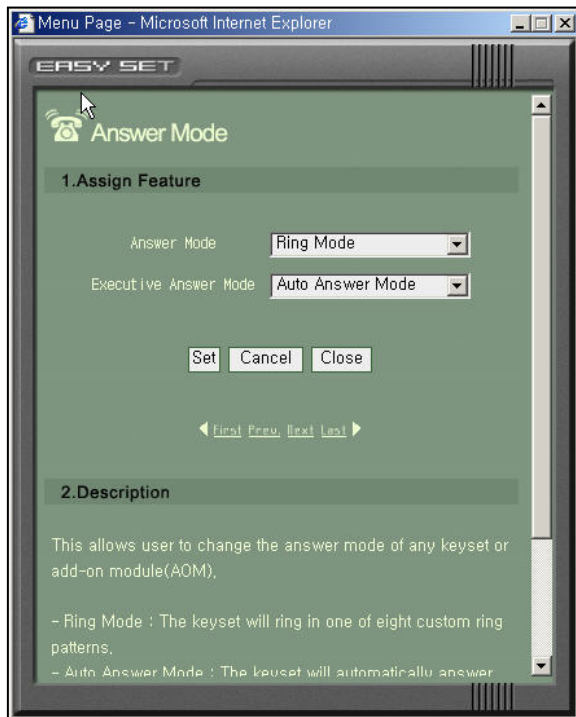 Menu Page - Microsoft Internet Explorer
EASY SET
Answer Mode
1.Assign Feature
Answer Mode Ring Mode
Executive Answer Mode Auto Answer Mode
Set Cancel Close
First Prev. Next Last
2.Description
This allows user to change the answer mode of any keyset or
add-on module(AOM),
- Ring Mode : The keyset will ring in one of eight custom ring
patterns,
- Auto Answer Mode : The keyset will automatically answer